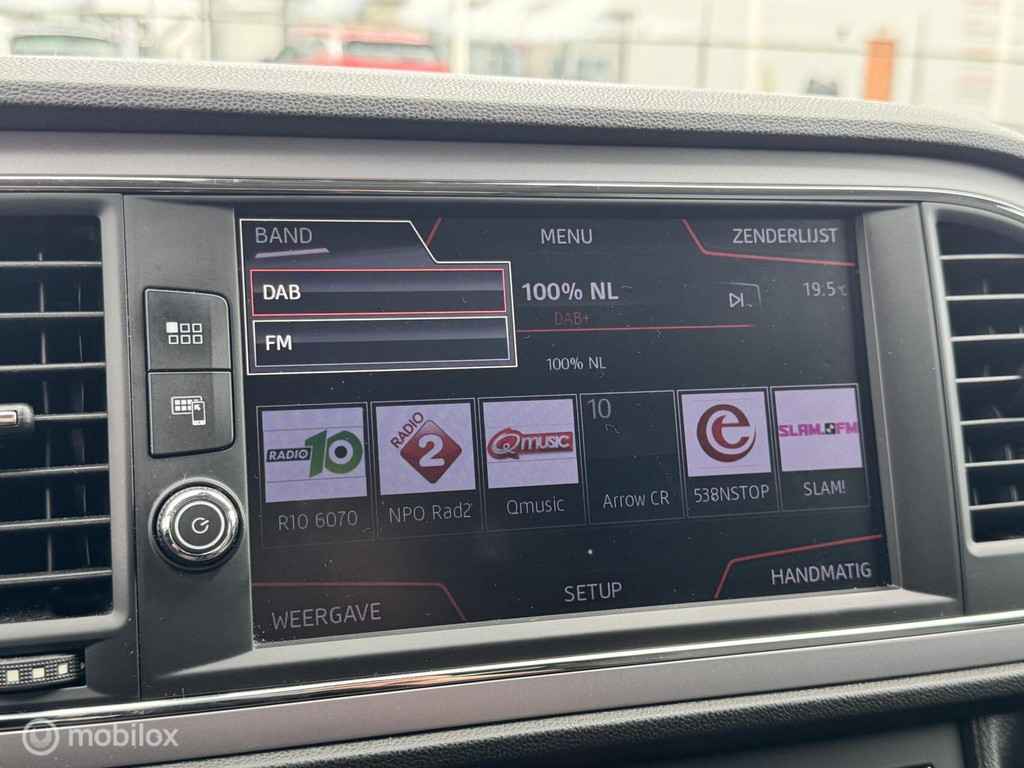 BAND
MENU
ZENDERLIJST
DAB
100% NL
19.5°C
DAB+
FM
100% NL
RADIO 10
RADIO 2
Qmusic
10
e
SLAM.FM
R10 6070
NPO Rad2
Qmusic
Arrow CR
538NSTOP
SLAM!
WEERGAVE
SETUP
HANDMATIG
mobilox